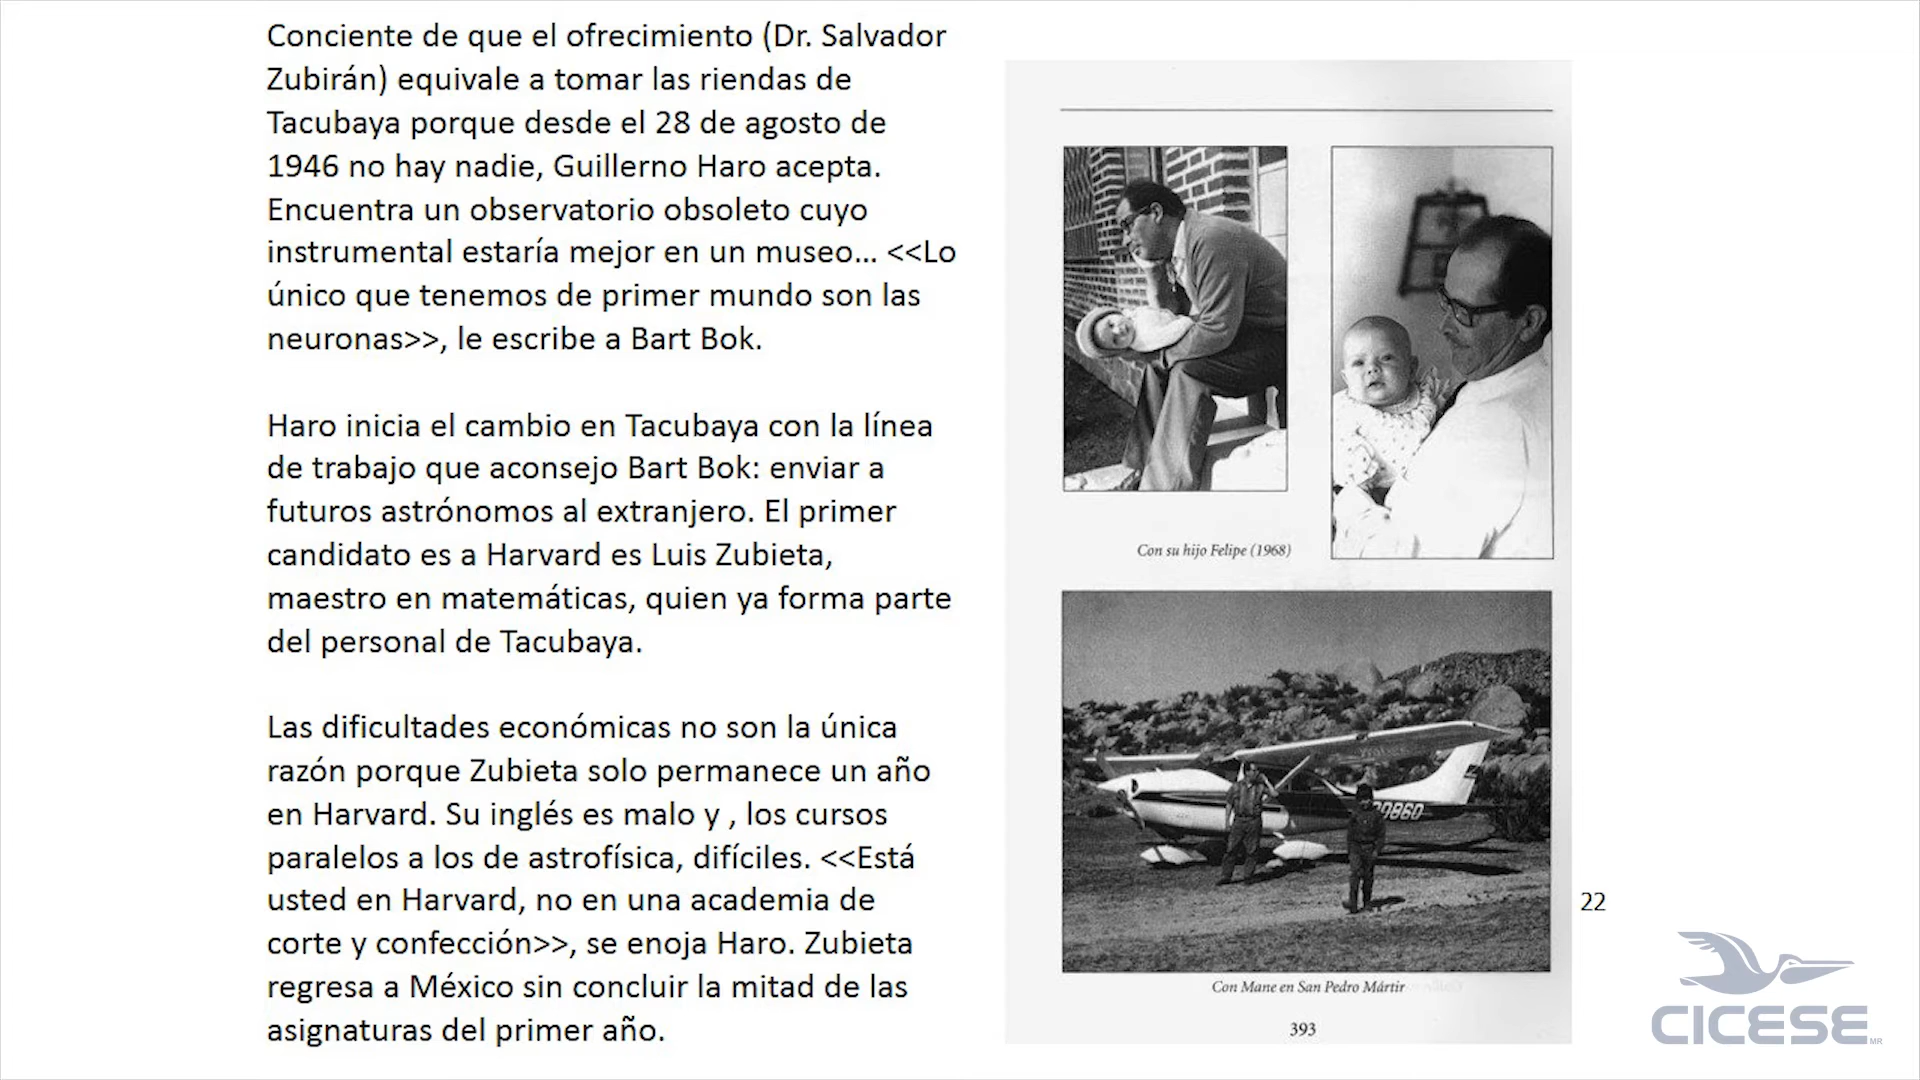 Conciente de que el ofrecimiento (Dr. Salvador
Zubirán) equivale a tomar las riendas de
Tacubaya porque desde el 28 de agosto de
1946 no hay nadie, Guillerno Haro acepta.
Encuentra un observatorio obsoleto cuyo
instrumental estaría mejor en un museo... <<Lo
único que tenemos de primer mundo son las
neuronas>>, le escribe a Bart Bok.
Haro inicia el cambio en Tacubaya con la línea
de trabajo que aconsejo Bart Bok: enviar a
futuros astrónomos al extranjero. El primer
candidato es a Harvard es Luis Zubieta,
maestro en matemáticas, quien ya forma parte
del personal de Tacubaya.
Las dificultades económicas no son la única
razón porque Zubieta solo permanece un año
en Harvard. Su inglés es malo y , los cursos
paralelos a los de astrofísica, difíciles. <<Está
usted en Harvard, no en una academia de
corte y confección>>, se enoja Haro. Zubieta
regresa a México sin concluir la mitad de las
asignaturas del primer año.
Con su hijo Felipe (1968)
0860
Con Mane en San Pedro Mártir
393
22
CICESE
MR